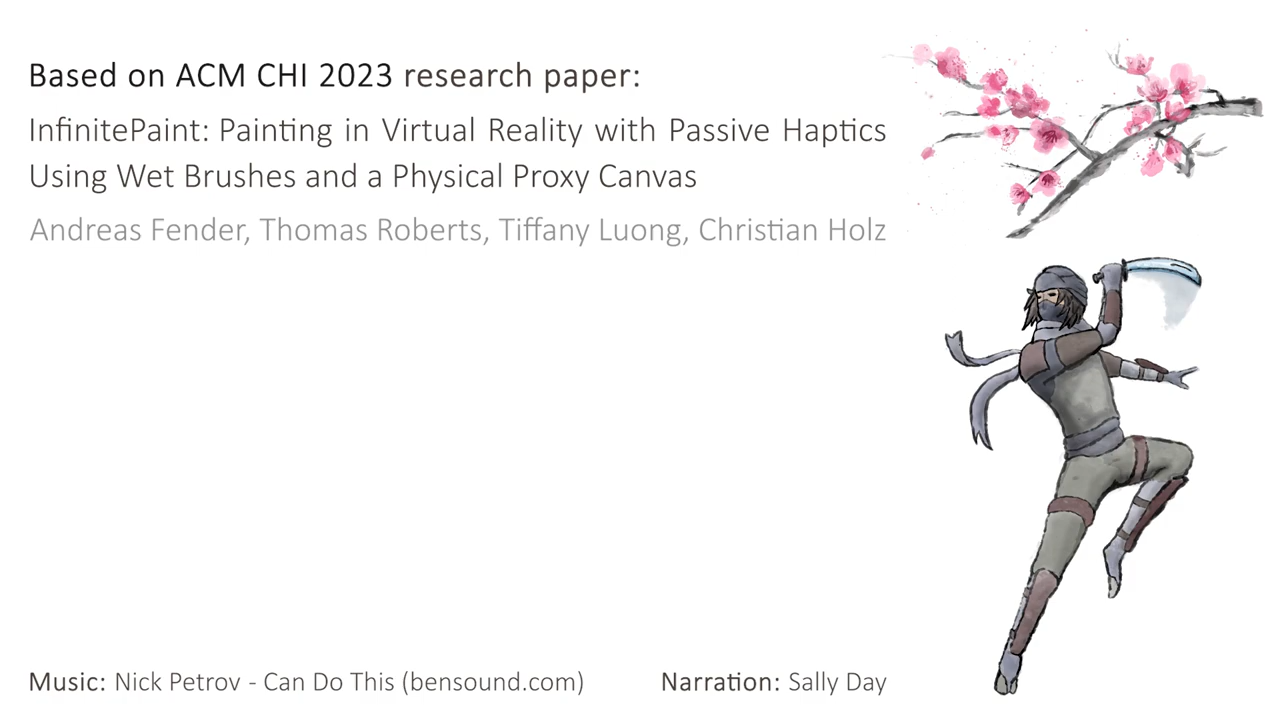 Based on ACM CHI 2023 research paper:
InfinitePaint: Painting in Virtual Reality with Passive Haptics
Using Wet Brushes and a Physical Proxy Canvas
Andreas Fender, Thomas Roberts, Tiffany Luong, Christian Holz
Music: Nick Petrov - Can Do This (bensound.com)
Narration: Sally Day